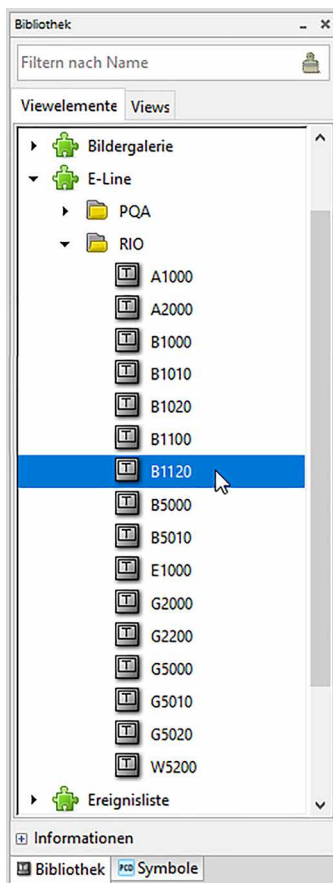 Bibliothek
Filtern nach Name
Viewelemente Views
Bildergalerie
E-Line
PQA
RIO
A1000
A2000
B1000
B1010
B1020
B1100
B1120
B5000
B5010
E1000
G2000
G2200
G5000
G5010
G5020
W5200
Ereignisliste
Informationen
Bibliothek PCD Symbole